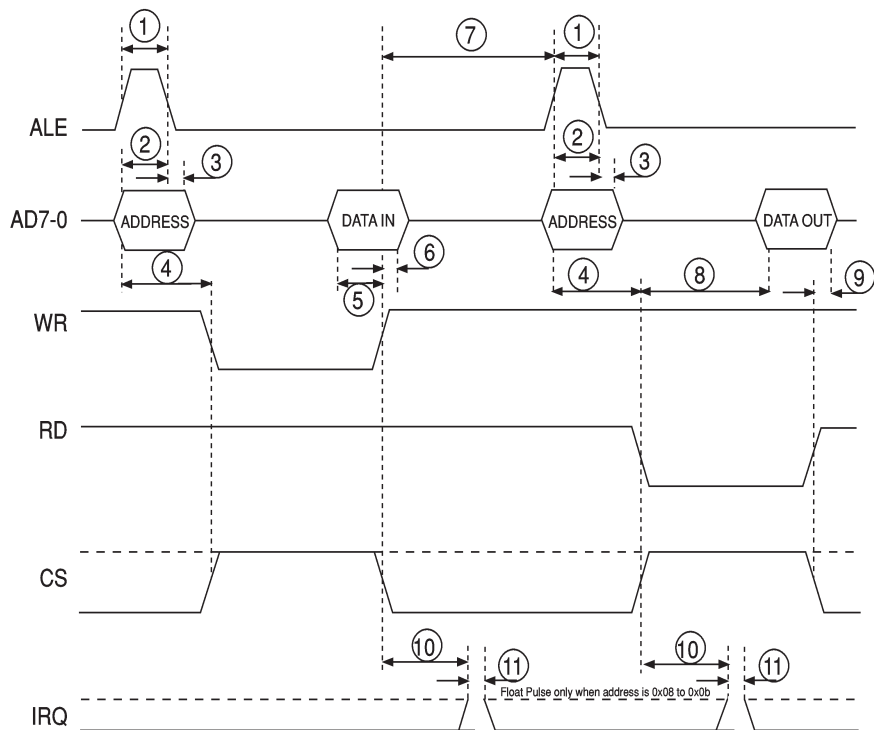 1
7
1
ALE
2
3
2
3
AD7-0
ADDRESS
DATA IN
ADDRESS
DATA OUT
4
6
5
4
8
9
WR
RD
CS
10
11
10
11
Float Pulse only when address is 0x08 to 0x0b
IRQ